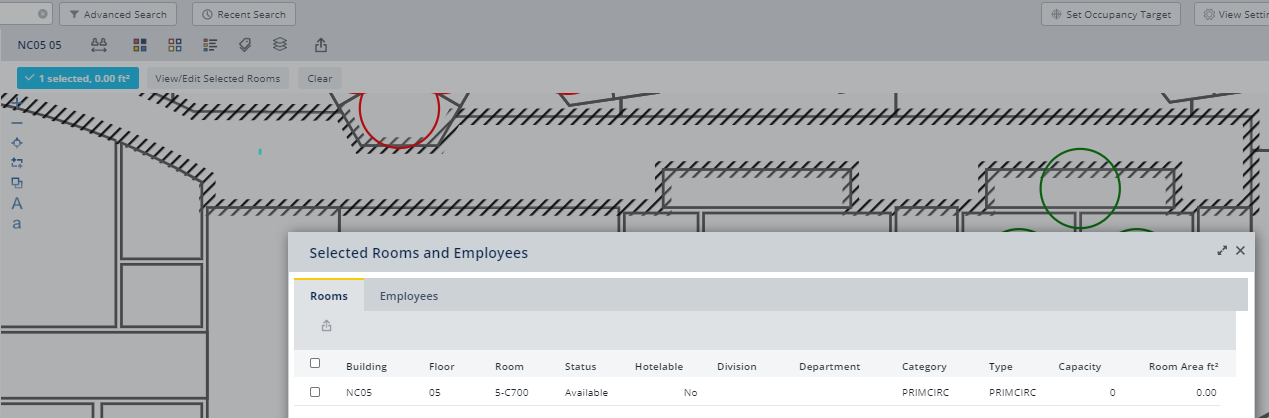 Advanced Search Recent Search Set Occupancy Target View Setti
NC05 05
1 selected, 0.00 ft² View/Edit Selected Rooms Clear
A
a
Selected Rooms and Employees
Rooms Employees
Building Floor Room Status Hotelable Division Department Category Type Capacity Room Area ft²
NC05 05 5-C700 Available No PRIMCIRC PRIMCIRC 0 0.00